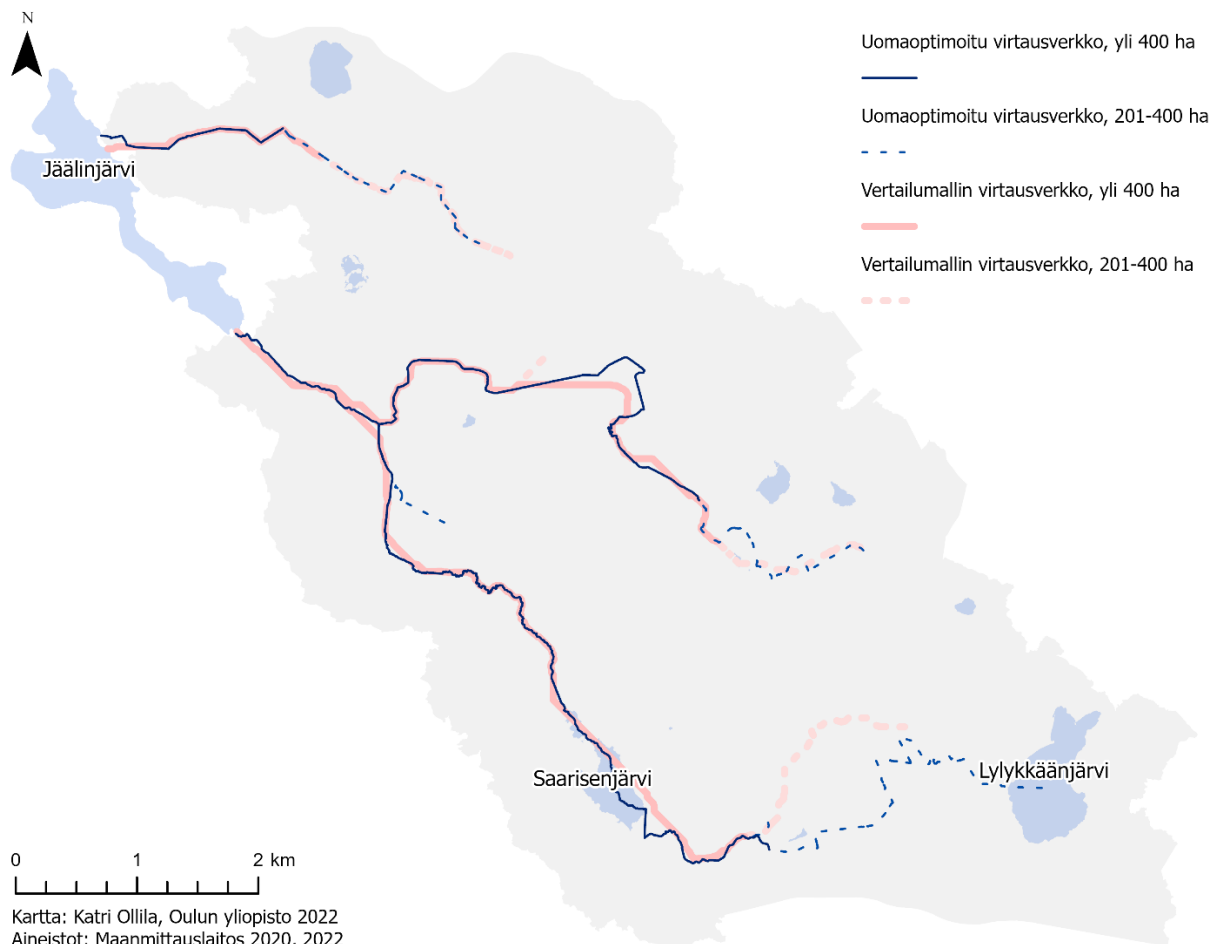 N
Uomaoptimoitu virtausverkko, yli 400 ha
Uomaoptimoitu virtausverkko, 201-400 ha
Vertailumallin virtausverkko, yli 400 ha
Vertailumallin virtausverkko, 201-400 ha
Jäälinjärvi
Saarisenjärvi
Lylykkäänjärvi
0 1 2 km
Kartta: Katri Ollila, Oulun yliopisto 2022
Aineistot: Maanmittauslaitos 2020, 2022